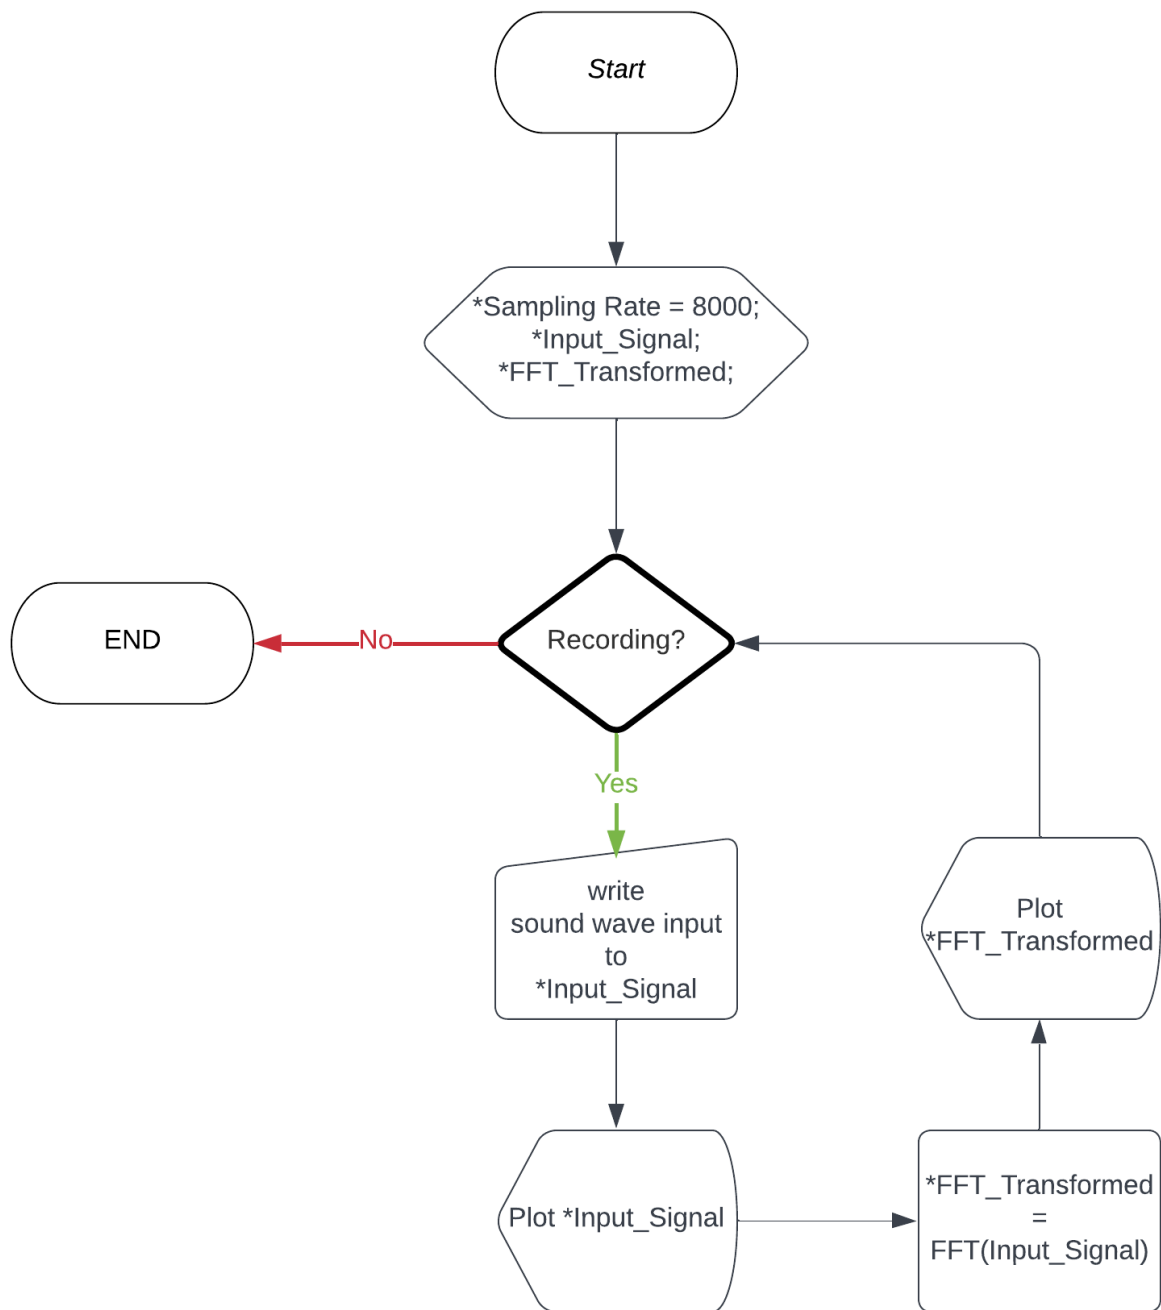 Start
*Sampling Rate = 8000;
*Input_Signal;
*FFT_Transformed;
Recording?
No
END
Yes
write
sound wave input
to
*Input_Signal
Plot *Input_Signal
*FFT_Transformed
=
FFT(Input_Signal)
Plot
*FFT_Transformed